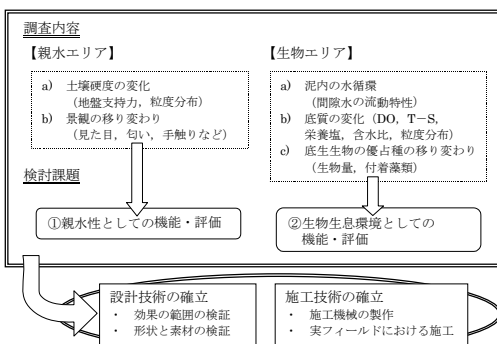 調査内容
【親水エリア】
a) 土壌硬度の変化
(地盤支持力,粒度分布)
b) 景観の移り変わり
(見た目,匂い,手触りなど)
【生物エリア】
a) 泥内の水循環
(間隙水の流動特性)
b) 底質の変化(DO, T-S,
栄養塩,含水比,粒度分布)
c) 底生生物の優占種の移り変わり
(生物量,付着藻類)
検討課題
①親水性としての機能・評価
②生物生息環境としての
機能・評価
設計技術の確立
・ 効果の範囲の検証
・ 形状と素材の検証
施工技術の確立
・ 施工機械の製作
・ 実フィールドにおける施工